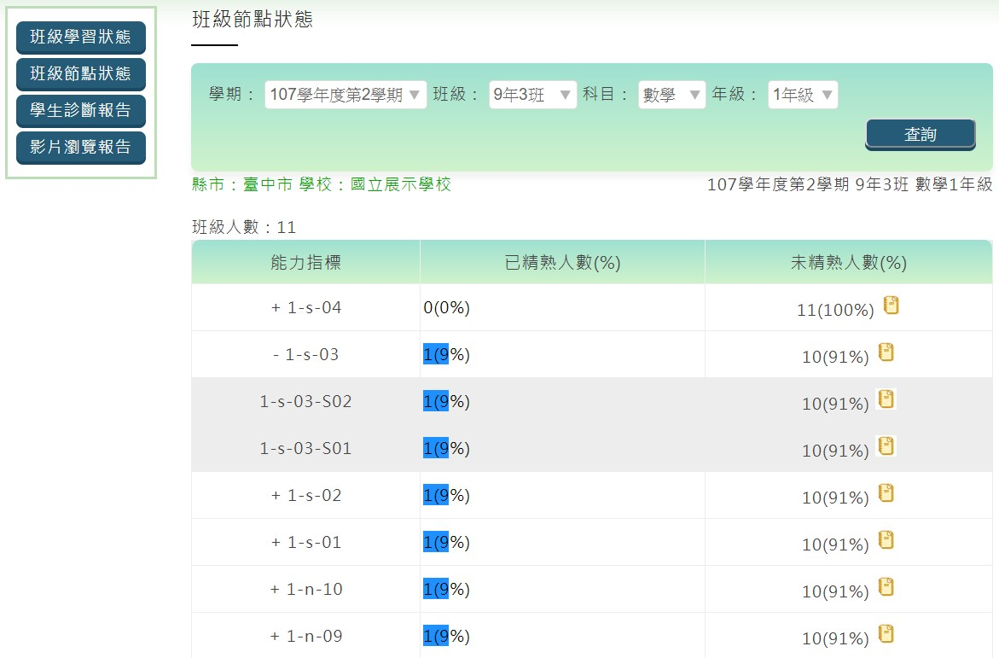 班級學習狀態
班級節點狀態
學生診斷報告
影片瀏覽報告
班級節點狀態
學期： 107學年度第2學期 班級： 9年3班 科目： 數學 年級： 1年級
查詢
縣市：臺中市 學校：國立展示學校 107學年度第2學期 9年3班 數學1年級
班級人數：11
能力指標 已精熟人數(%) 未精熟人數(%)
+ 1-s-04 0(0%) 11(100%)
- 1-s-03 1(9%) 10(91%)
1-s-03-S02 1(9%) 10(91%)
1-s-03-S01 1(9%) 10(91%)
+ 1-s-02 1(9%) 10(91%)
+ 1-s-01 1(9%) 10(91%)
+ 1-n-10 1(9%) 10(91%)
+ 1-n-09 1(9%) 10(91%)